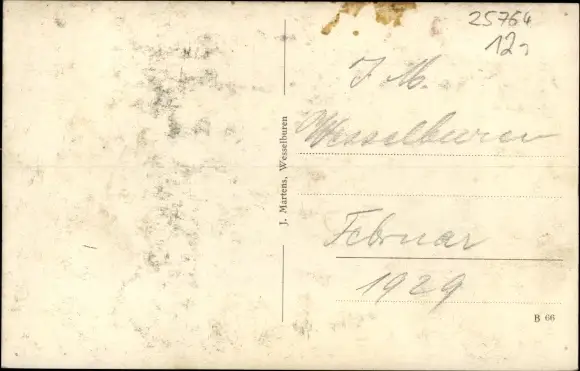 25764
12,
J. M.
Wesselburen
J. Martens, Wesselburen
Februar
1929
B 66